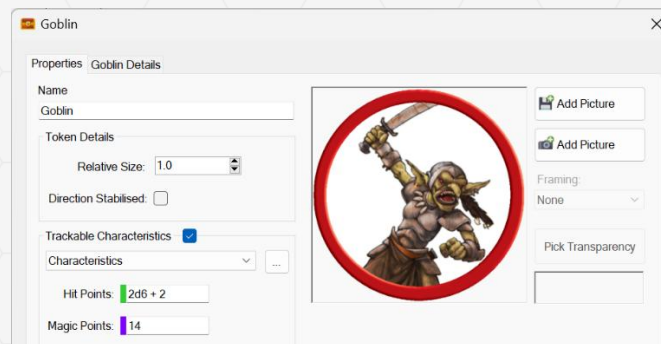 Goblin
Properties
Goblin Details
Name
Goblin
Token Details
Relative Size: 1.0
Direction Stabilised:
Trackable Characteristics
Characteristics
...
Hit Points: 2d6 + 2
Magic Points: 14
Add Picture
Add Picture
Framing:
None
Pick Transparency